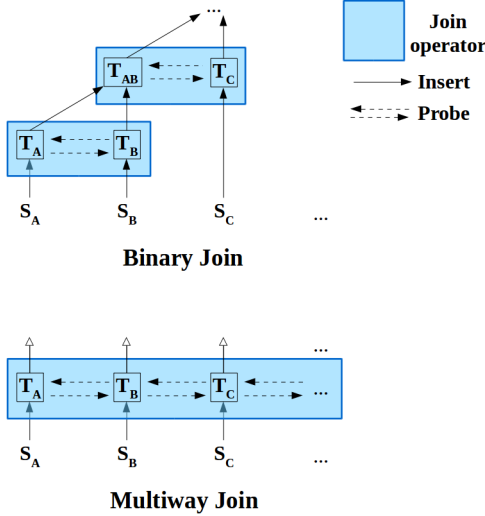 ...
Join
operator
T_AB T_C
Insert
Probe
T_A T_B
S_A S_B S_C ...
Binary Join
...
T_A T_B T_C ...
S_A S_B S_C ...
Multiway Join